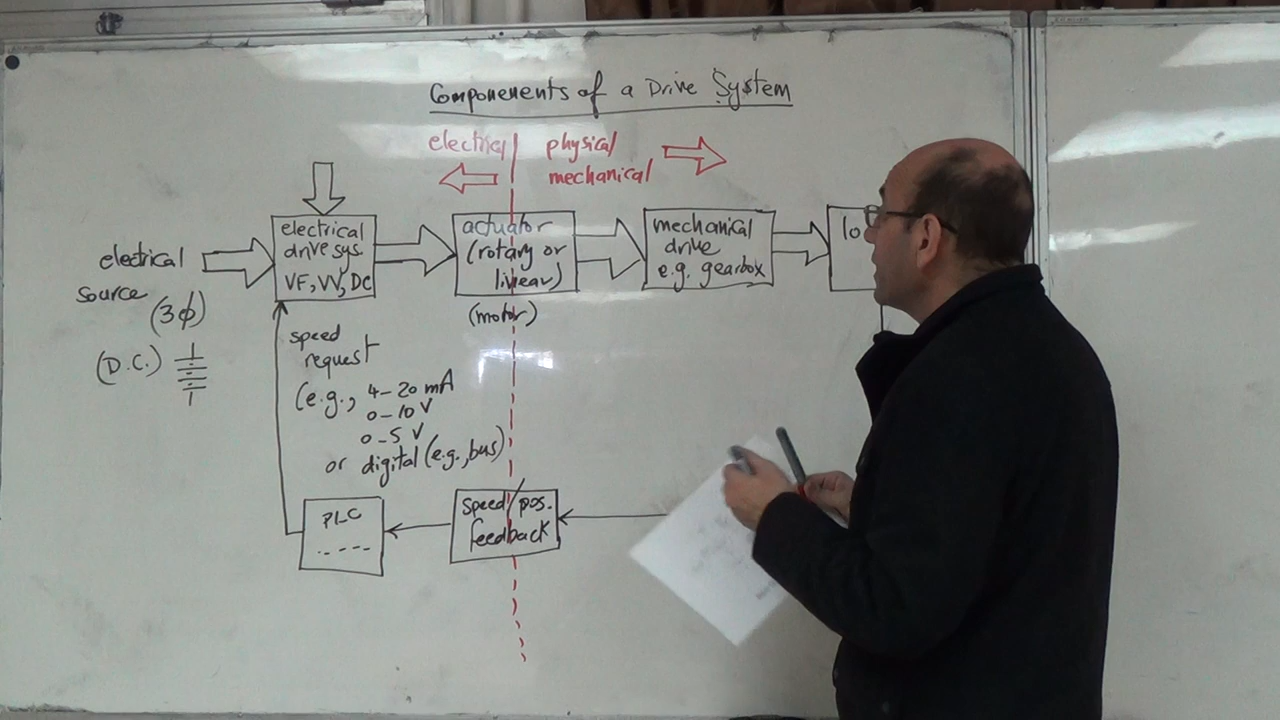 Componenents of a Drive System
electrical
physical
mechanical
electrical
source
(3ϕ)
(D.C.)
electrical
drive sys.
VF, VV, DC
actuator
(rotary or
linear)
(motor)
mechanical
drive
e.g. gearbox
lo
speed
request
(e.g., 4-20 mA
0-10 V
0-5 V
or digital (e.g., bus)
PLC
speed/pos.
feedback